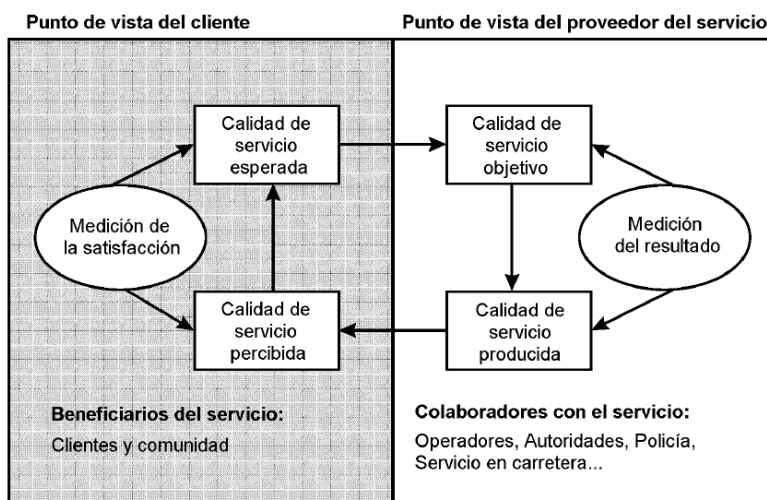 Punto de vista del cliente
Punto de vista del proveedor del servicio
Calidad de
servicio
esperada
Calidad de
servicio
objetivo
Medición de
la satisfacción
Medición
del resultado
Calidad de
servicio
percibida
Calidad de
servicio
producida
Beneficiarios del servicio:
Clientes y comunidad
Colaboradores con el servicio:
Operadores, Autoridades, Policía,
Servicio en carretera...